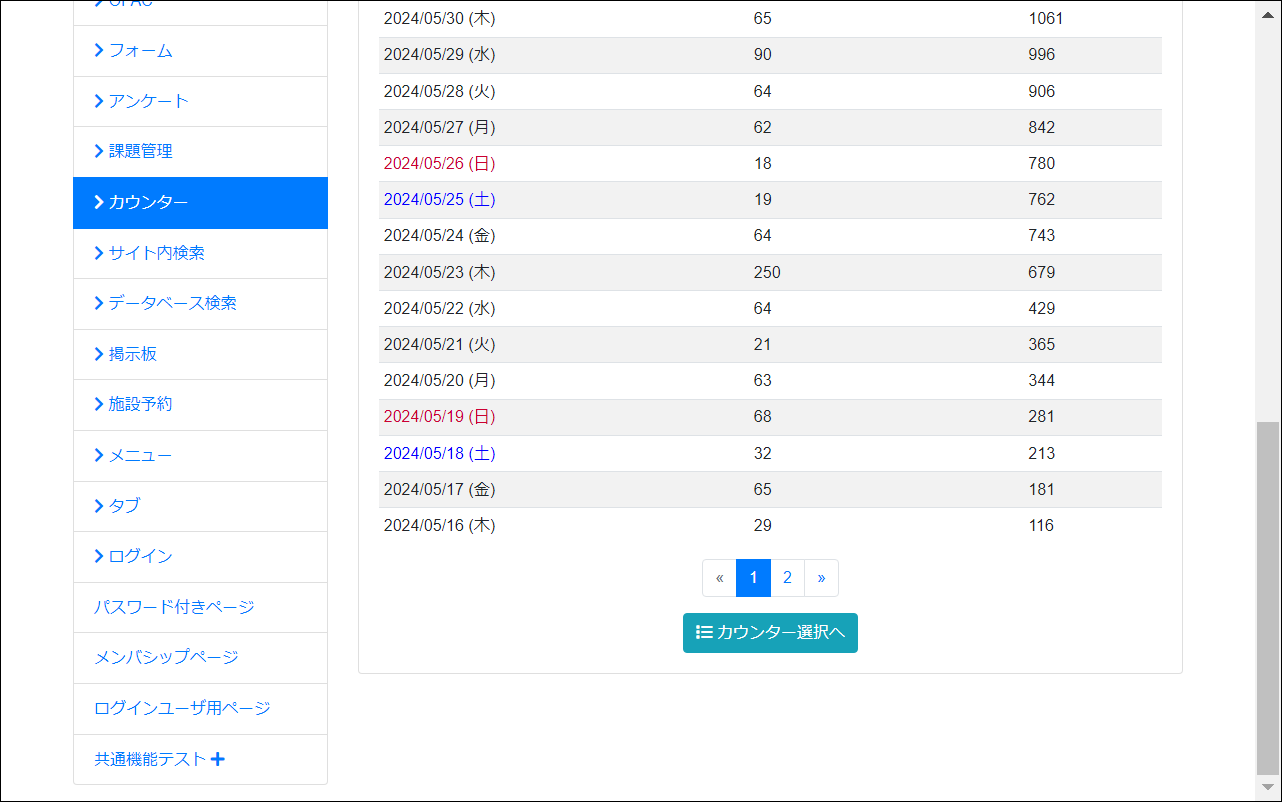 OPAC
フォーム
アンケート
課題管理
カウンター
サイト内検索
データベース検索
掲示板
施設予約
メニュー
タブ
ログイン
パスワード付きページ
メンバシップページ
ログインユーザ用ページ
共通機能テスト
2024/05/30 (木) 65 1061
2024/05/29 (水) 90 996
2024/05/28 (火) 64 906
2024/05/27 (月) 62 842
2024/05/26 (日) 18 780
2024/05/25 (土) 19 762
2024/05/24 (金) 64 743
2024/05/23 (木) 250 679
2024/05/22 (水) 64 429
2024/05/21 (火) 21 365
2024/05/20 (月) 63 344
2024/05/19 (日) 68 281
2024/05/18 (土) 32 213
2024/05/17 (金) 65 181
2024/05/16 (木) 29 116
« 1 2 »
カウンター選択へ